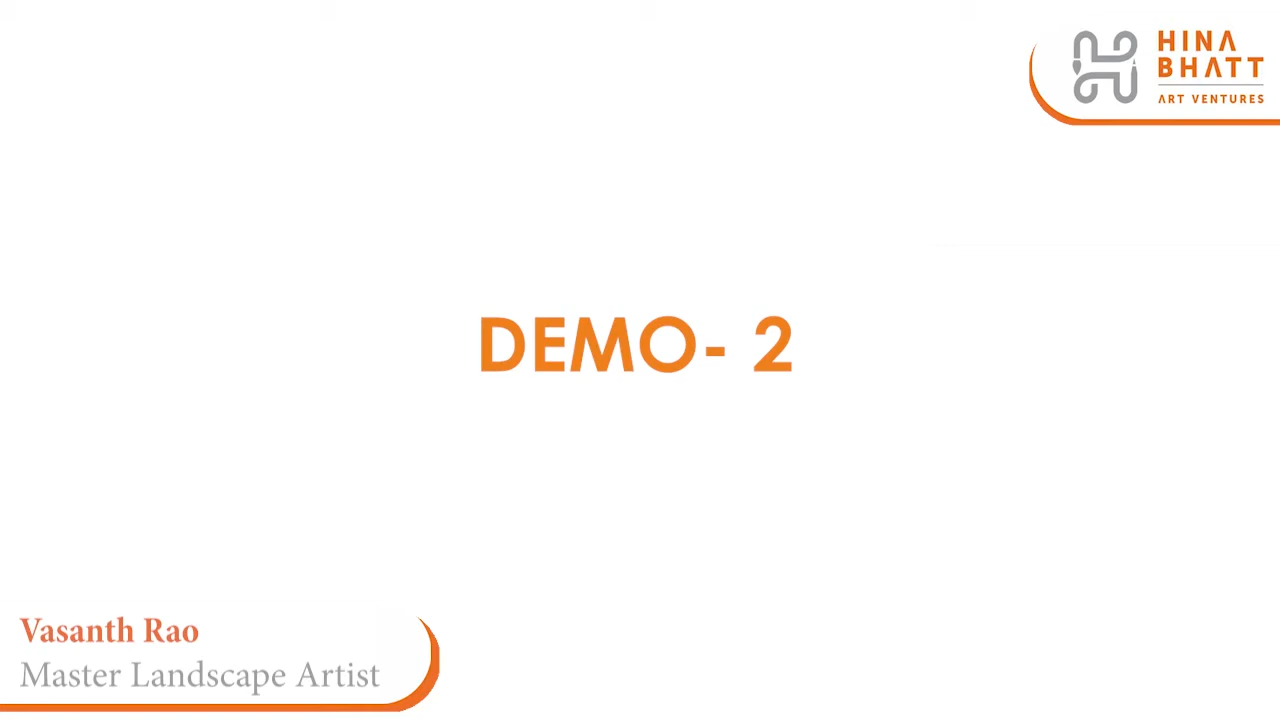 HINA
BHATT
ART VENTURES
DEMO- 2
Vasanth Rao
Master Landscape Artist